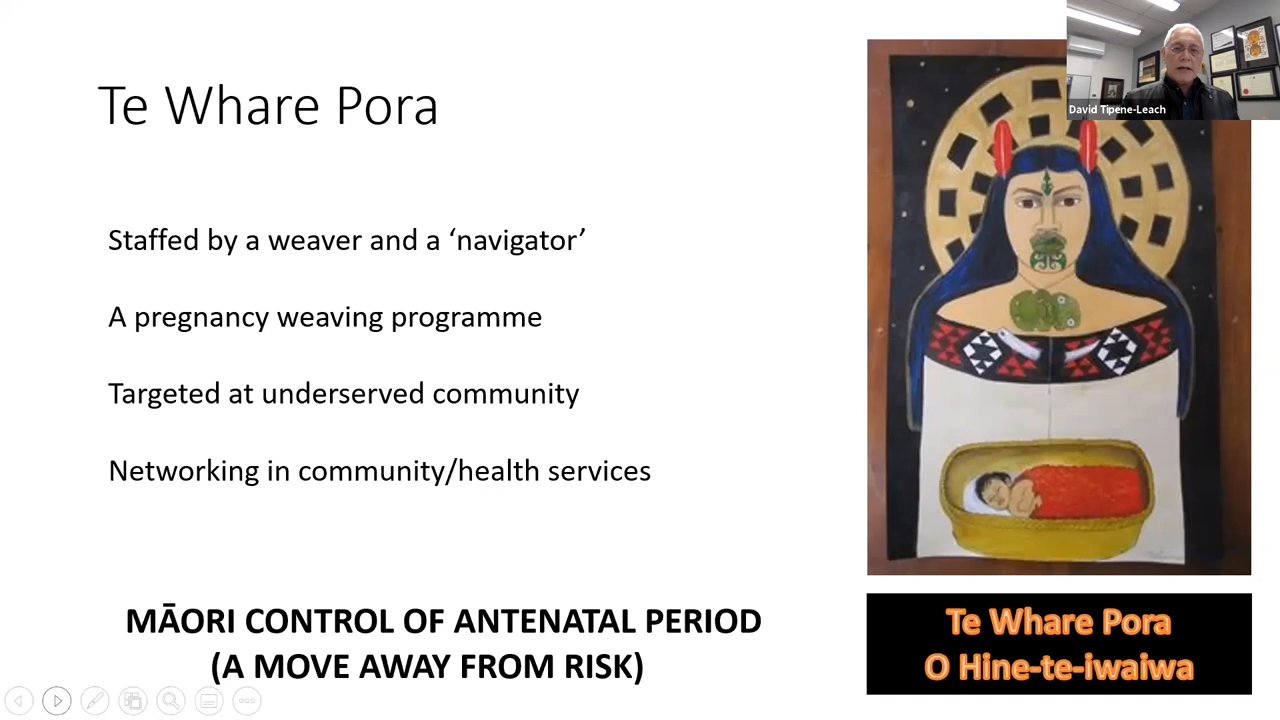 David Tipene-Leach
Te Whare Pora
Staffed by a weaver and a ‘navigator’
A pregnancy weaving programme
Targeted at underserved community
Networking in community/health services
MĀORI CONTROL OF ANTENATAL PERIOD
(A MOVE AWAY FROM RISK)
Te Whare Pora
O Hine-te-iwaiwa